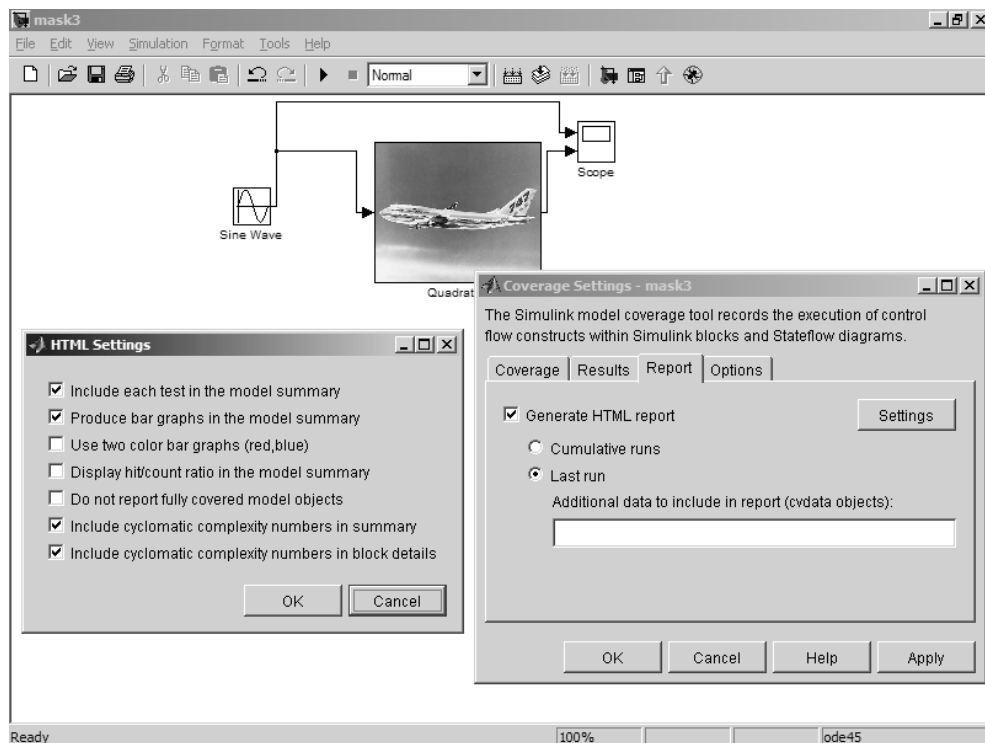 mask3
File Edit View Simulation Format Tools Help
Normal
Scope
Sine Wave
Quadrat
Coverage Settings - mask3
The Simulink model coverage tool records the execution of control
flow constructs within Simulink blocks and Stateflow diagrams.
Coverage Results Report Options
Generate HTML report
Settings
Cumulative runs
Last run
Additional data to include in report (cvdata objects):
OK Cancel Help Apply
HTML Settings
Include each test in the model summary
Produce bar graphs in the model summary
Use two color bar graphs (red,blue)
Display hit/count ratio in the model summary
Do not report fully covered model objects
Include cyclomatic complexity numbers in summary
Include cyclomatic complexity numbers in block details
OK Cancel
Ready 100% ode45